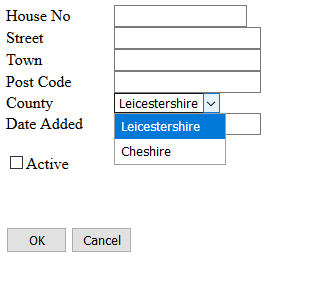 House No
Street
Town
Post Code
County Leicestershire
Date Added
Leicestershire
Cheshire
Active
OK Cancel